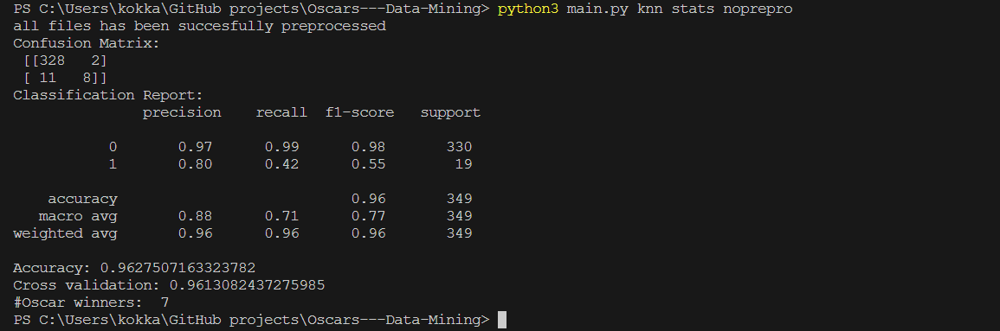 PS C:\Users\kokka\GitHub projects\Oscars---Data-Mining> python3 main.py knn stats noprepro
all files has been succesfully preprocessed
Confusion Matrix:
 [[328   2]
 [ 11   8]]
Classification Report:
               precision    recall  f1-score   support

           0       0.97      0.99      0.98       330
           1       0.80      0.42      0.55        19

    accuracy                           0.96       349
   macro avg       0.88      0.71      0.77       349
weighted avg       0.96      0.96      0.96       349

Accuracy: 0.9627507163323782
Cross validation: 0.9613082437275985
#Oscar winners:  7
PS C:\Users\kokka\GitHub projects\Oscars---Data-Mining>